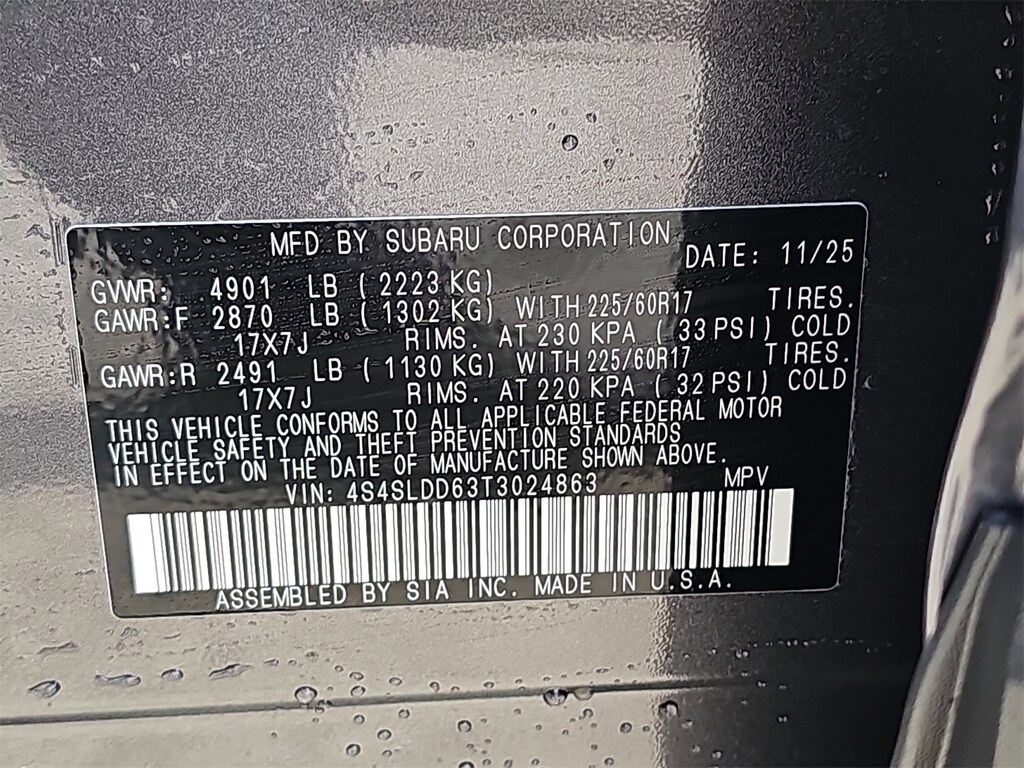 MFD BY SUBARU CORPORATION DATE: 11/25
GVWR: 4901 LB ( 2223 KG)
GAWR:F 2870 LB ( 1302 KG) WITH 225/60R17 TIRES.
17X7J RIMS. AT 230 KPA ( 33 PSI) COLD
GAWR:R 2491 LB ( 1130 KG) WITH 225/60R17 TIRES.
17X7J RIMS. AT 220 KPA ( 32 PSI) COLD
THIS VEHICLE CONFORMS TO ALL APPLICABLE FEDERAL MOTOR
VEHICLE SAFETY AND THEFT PREVENTION STANDARDS
IN EFFECT ON THE DATE OF MANUFACTURE SHOWN ABOVE.
VIN: 4S4SLDD63T3024863 MPV
ASSEMBLED BY SIA INC. MADE IN U.S.A.